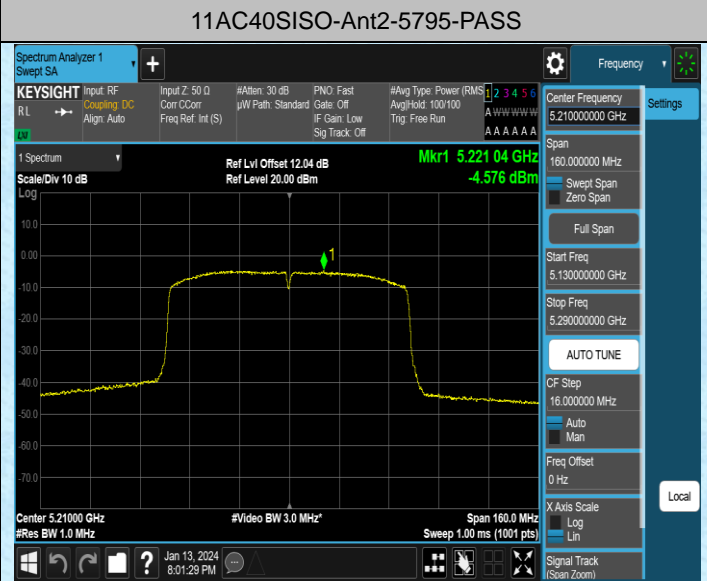 11AC40SISO-Ant2-5795-PASS
Spectrum Analyzer 1
Swept SA
Frequency
KEYSIGHT
RL
LXI
Input: RF
Coupling: DC
Align: Auto
Input Z: 50 Ω
Corr CCorr
Freq Ref: Int (S)
#Atten: 30 dB
µW Path: Standard
PNO: Fast
Gate: Off
IF Gain: Low
Sig Track: Off
#Avg Type: Power (RMS
Avg|Hold: 100/100
Trig: Free Run
1 2 3 4 5 6
A W W W W W
A A A A A A
Center Frequency
5.210000000 GHz
Settings
Span
160.000000 MHz
Swept Span
Zero Span
Full Span
Start Freq
5.130000000 GHz
Stop Freq
5.290000000 GHz
AUTO TUNE
CF Step
16.000000 MHz
Auto
Man
Freq Offset
0 Hz
X Axis Scale
Log
Lin
Local
Signal Track
(Span Zoom)
1 Spectrum
Scale/Div 10 dB
Ref Lvl Offset 12.04 dB
Ref Level 20.00 dBm
Mkr1 5.221 04 GHz
-4.576 dBm
Log
10.0
0.00
-10.0
-20.0
-30.0
-40.0
-50.0
-60.0
-70.0
1
Center 5.21000 GHz
#Video BW 3.0 MHz*
Span 160.0 MHz
#Res BW 1.0 MHz
Sweep 1.00 ms (1001 pts)
Jan 13, 2024
8:01:29 PM